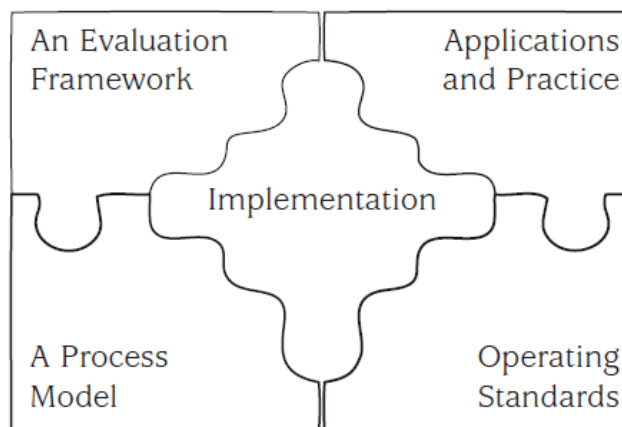 An Evaluation
Framework
Applications
and Practice
Implementation
A Process
Model
Operating
Standards